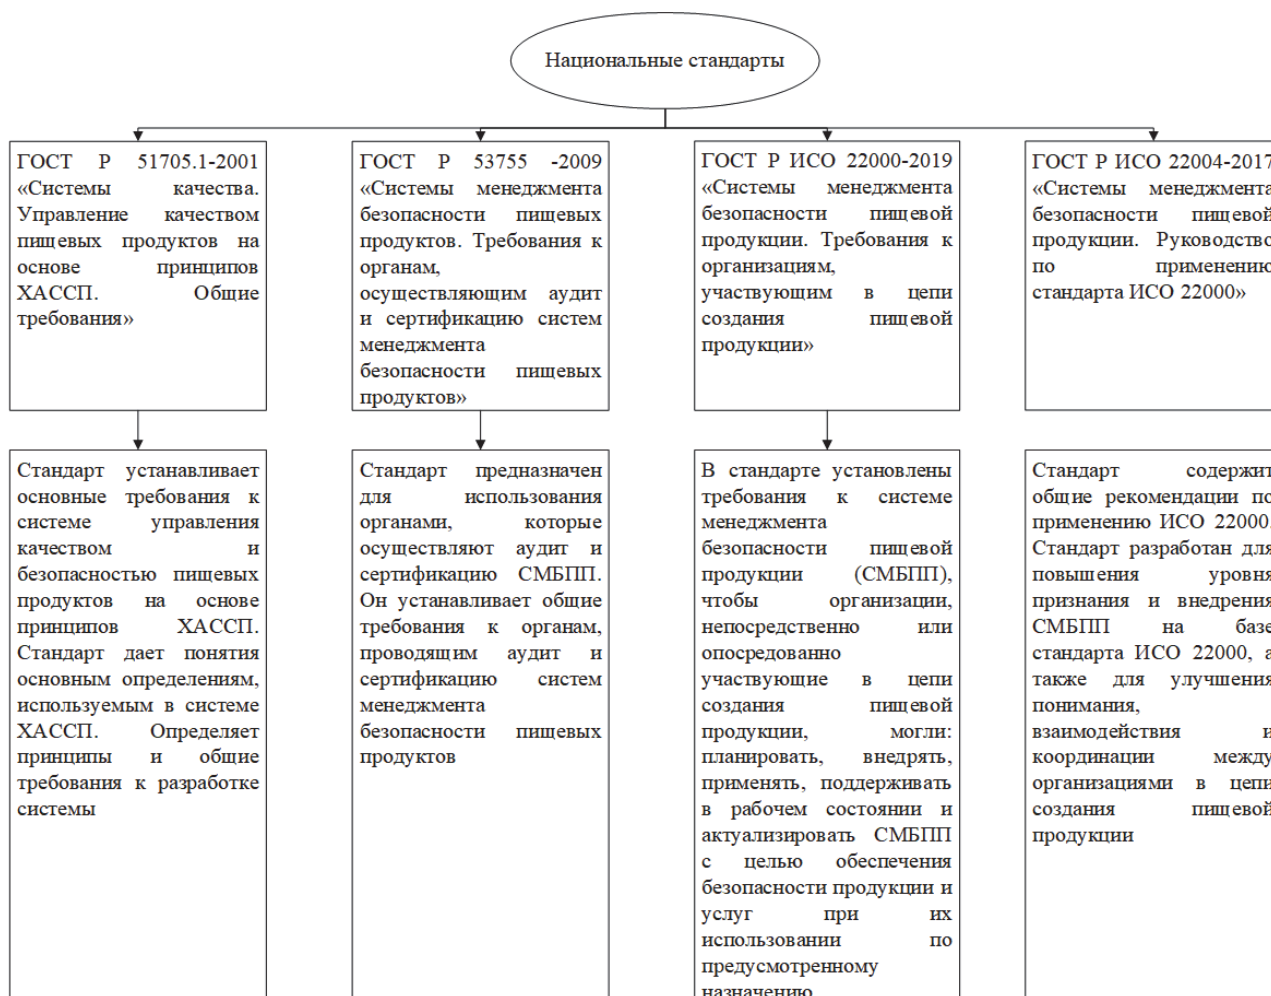 Национальные стандарты
ГОСТ Р 51705.1-2001
«Системы качества.
Управление качеством
пищевых продуктов на
основе принципов
ХАССП. Общие
требования»
ГОСТ Р 53755 -2009
«Системы менеджмента
безопасности пищевых
продуктов. Требования к
органам,
осуществляющим аудит
и сертификацию систем
менеджмента
безопасности пищевых
продуктов»
ГОСТ Р ИСО 22000-2019
«Системы менеджмента
безопасности пищевой
продукции. Требования к
организациям,
участвующим в цепи
создания пищевой
продукции»
ГОСТ Р ИСО 22004-2017
«Системы менеджмента
безопасности пищевой
продукции. Руководство
по применению
стандарта ИСО 22000»
Стандарт устанавливает
основные требования к
системе управления
качеством и
безопасностью пищевых
продуктов на основе
принципов ХАССП.
Стандарт дает понятия
основным определениям,
используемым в системе
ХАССП. Определяет
принципы и общие
требования к разработке
системы
Стандарт предназначен
для использования
органами, которые
осуществляют аудит и
сертификацию СМБПП.
Он устанавливает общие
требования к органам,
проводящим аудит и
сертификацию систем
менеджмента
безопасности пищевых
продуктов
В стандарте установлены
требования к системе
менеджмента
безопасности пищевой
продукции (СМБПП),
чтобы организации,
непосредственно или
опосредованно
участвующие в цепи
создания пищевой
продукции, могли:
планировать, внедрять,
применять, поддерживать
в рабочем состоянии и
актуализировать СМБПП
с целью обеспечения
безопасности продукции и
услуг при их
использовании по
предусмотренному
назначению
Стандарт содержит
общие рекомендации по
применению ИСО 22000.
Стандарт разработан для
повышения уровня
признания и внедрения
СМБПП на базе
стандарта ИСО 22000, а
также для улучшения
понимания,
взаимодействия и
координации между
организациями в цепи
создания пищевой
продукции